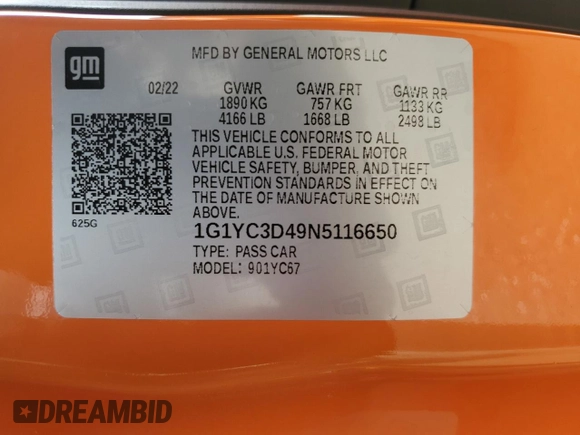 gm
MFD BY GENERAL MOTORS LLC
02/22 GVWR GAWR FRT GAWR RR
1890 KG 757 KG 1133 KG
4166 LB 1668 LB 2498 LB
THIS VEHICLE CONFORMS TO ALL
APPLICABLE U.S. FEDERAL MOTOR
VEHICLE SAFETY, BUMPER, AND THEFT
PREVENTION STANDARDS IN EFFECT ON
THE DATE OF MANUFACTURE SHOWN
ABOVE.
625G
1G1YC3D49N5116650
TYPE: PASS CAR
MODEL: 901YC67
DREAMBID